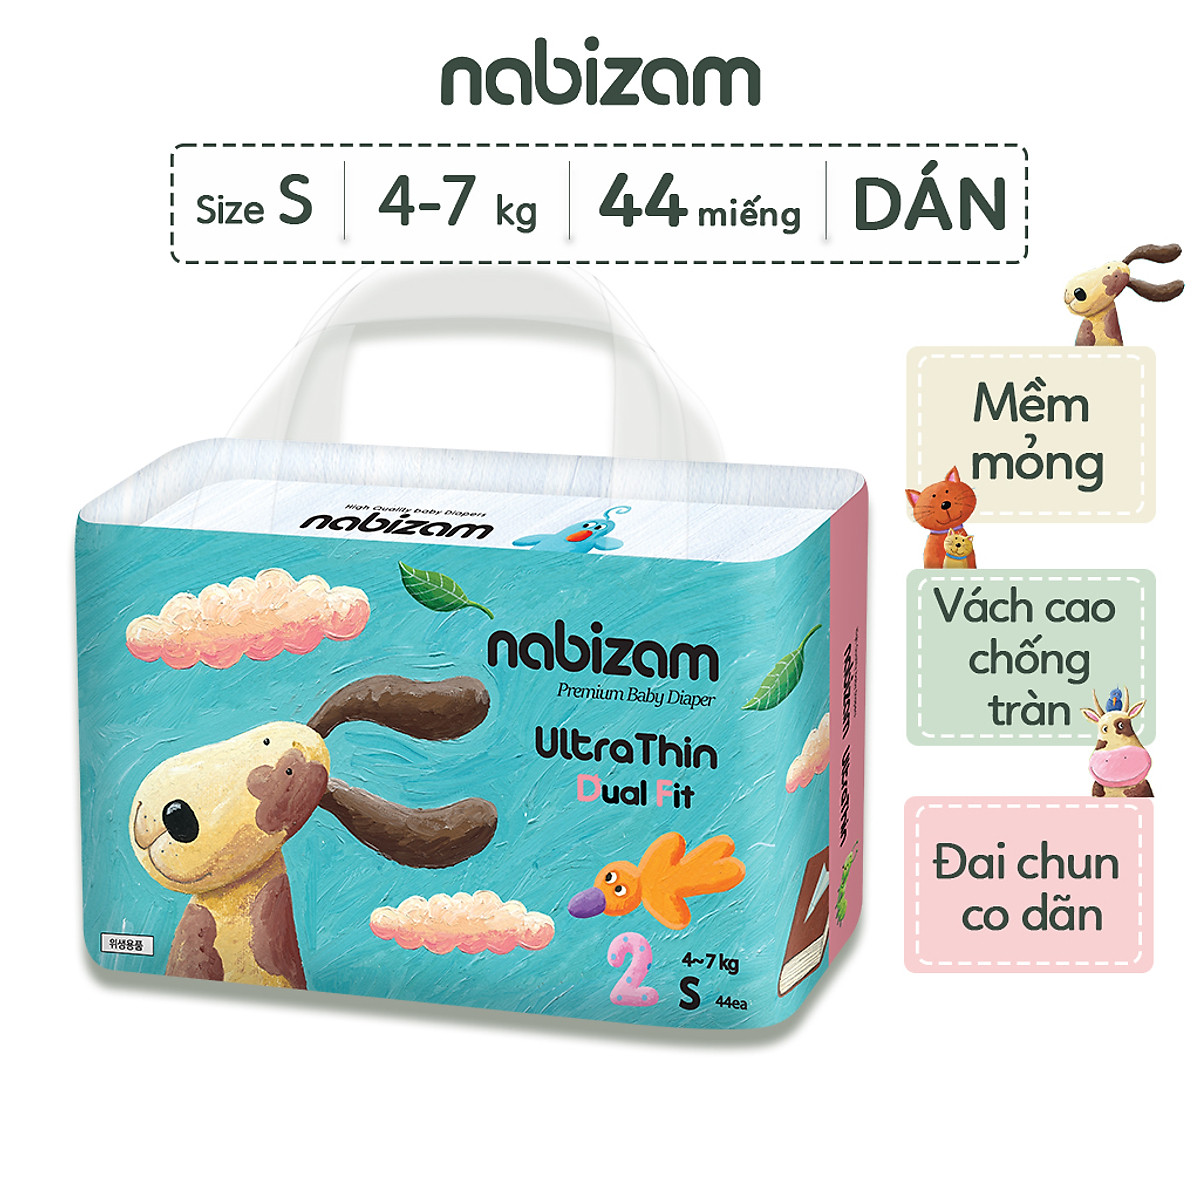 nabizam
Size S | 4-7 kg | 44 miếng | DÁN
Mềm
mỏng
Vách cao
chống
tràn
Đai chun
co dãn
High Quality Baby Diapers
nabizam
nabizam
Premium Baby Diaper
UltraThin
Dual Fit
2
4~7 kg
S 44ea
위생용품
nabizam